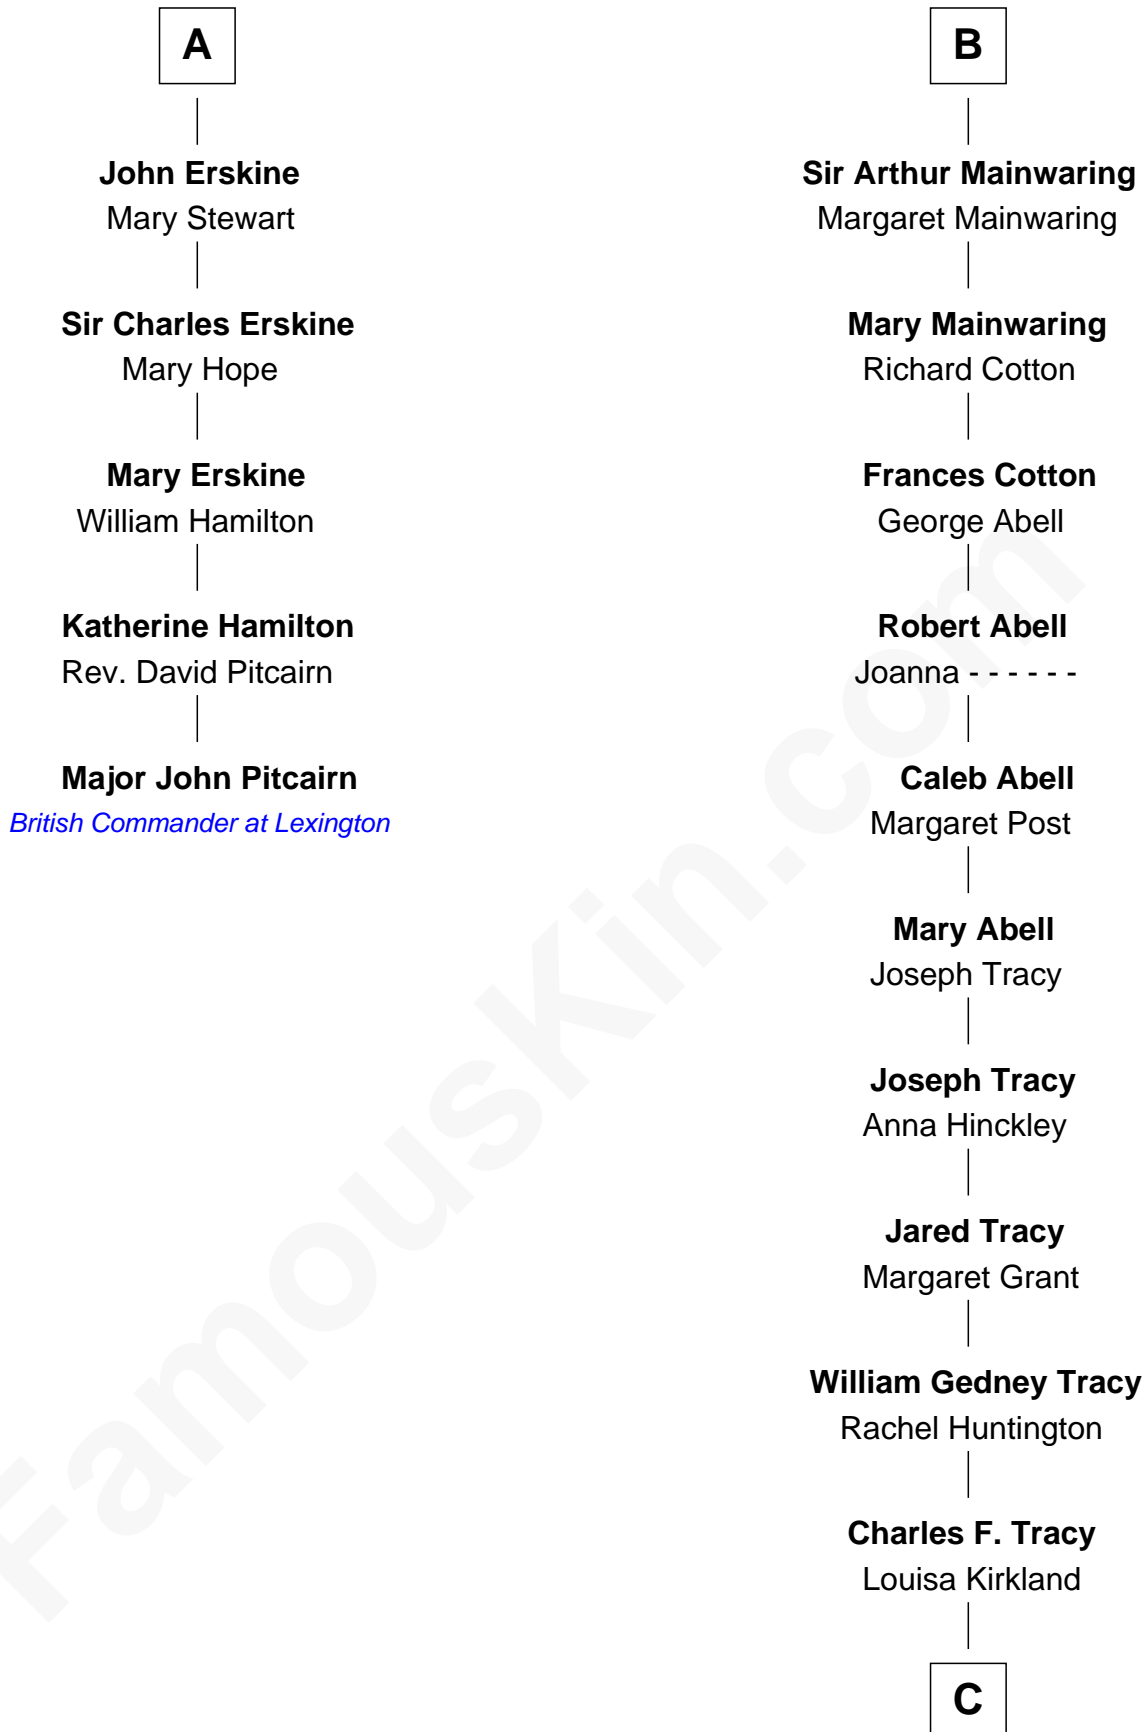 A
John Erskine
Mary Stewart
Sir Charles Erskine
Mary Hope
Mary Erskine
William Hamilton
Katherine Hamilton
Rev. David Pitcairn
Major John Pitcairn
British Commander at Lexington
B
Sir Arthur Mainwaring
Margaret Mainwaring
Mary Mainwaring
Richard Cotton
Frances Cotton
George Abell
Robert Abell
Joanna - - - - - -
Caleb Abell
Margaret Post
Mary Abell
Joseph Tracy
Joseph Tracy
Anna Hinckley
Jared Tracy
Margaret Grant
William Gedney Tracy
Rachel Huntington
Charles F. Tracy
Louisa Kirkland
C
FamousKin.com